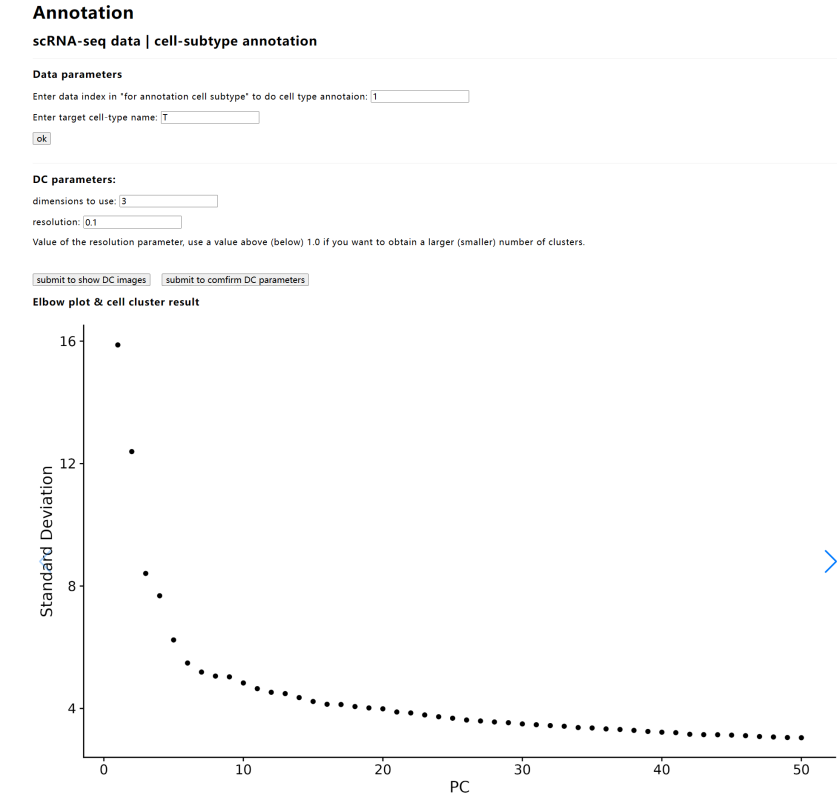 Annotation
scRNA-seq data | cell-subtype annotation
Data parameters
Enter data index in "for annotation cell subtype" to do cell type annotaion: 1
Enter target cell-type name: T
ok
DC parameters:
dimensions to use: 3
resolution: 0.1
Value of the resolution parameter, use a value above (below) 1.0 if you want to obtain a larger (smaller) number of clusters.
submit to show DC images submit to comfirm DC parameters
Elbow plot & cell cluster result
16
12
8
4
Standard Deviation
0 10 20 30 40 50
PC